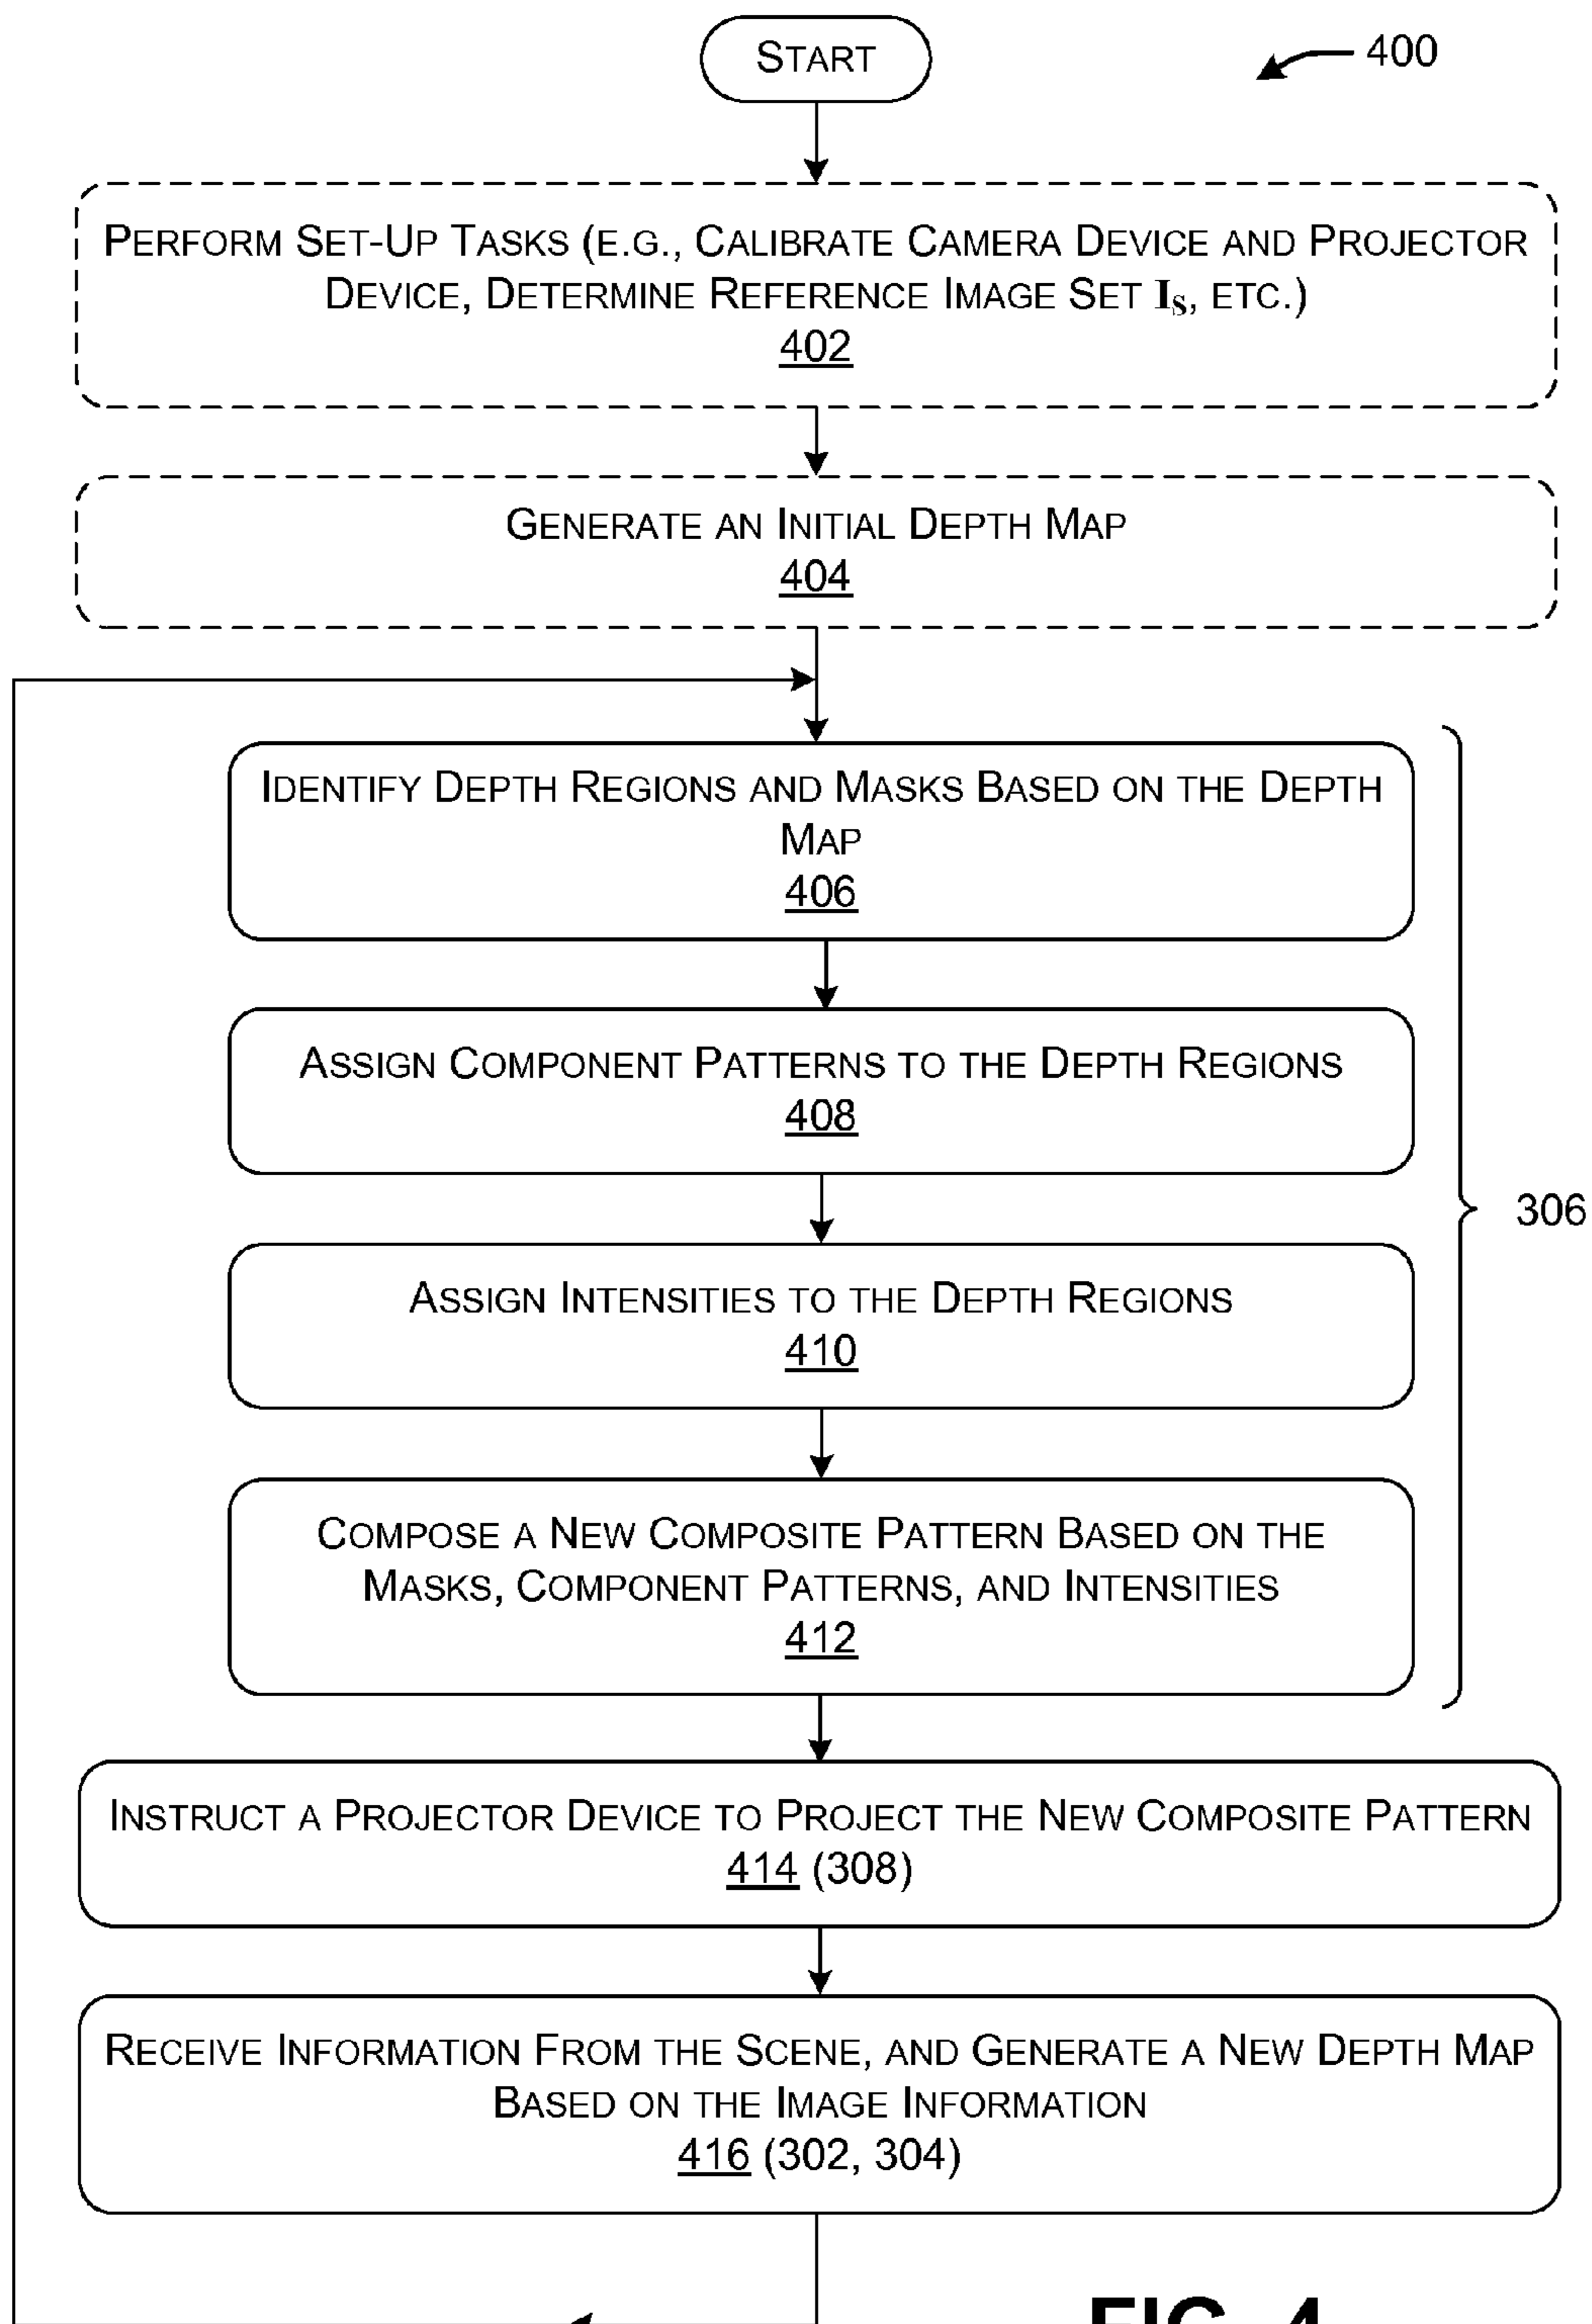 START
400
PERFORM SET-UP TASKS (E.G., CALIBRATE CAMERA DEVICE AND PROJECTOR
DEVICE, DETERMINE REFERENCE IMAGE SET I_S, ETC.)
402
GENERATE AN INITIAL DEPTH MAP
404
IDENTIFY DEPTH REGIONS AND MASKS BASED ON THE DEPTH
MAP
406
ASSIGN COMPONENT PATTERNS TO THE DEPTH REGIONS
408
306
ASSIGN INTENSITIES TO THE DEPTH REGIONS
410
COMPOSE A NEW COMPOSITE PATTERN BASED ON THE
MASKS, COMPONENT PATTERNS, AND INTENSITIES
412
INSTRUCT A PROJECTOR DEVICE TO PROJECT THE NEW COMPOSITE PATTERN
414 (308)
RECEIVE INFORMATION FROM THE SCENE, AND GENERATE A NEW DEPTH MAP
BASED ON THE IMAGE INFORMATION
416 (302, 304)
FIG. 4